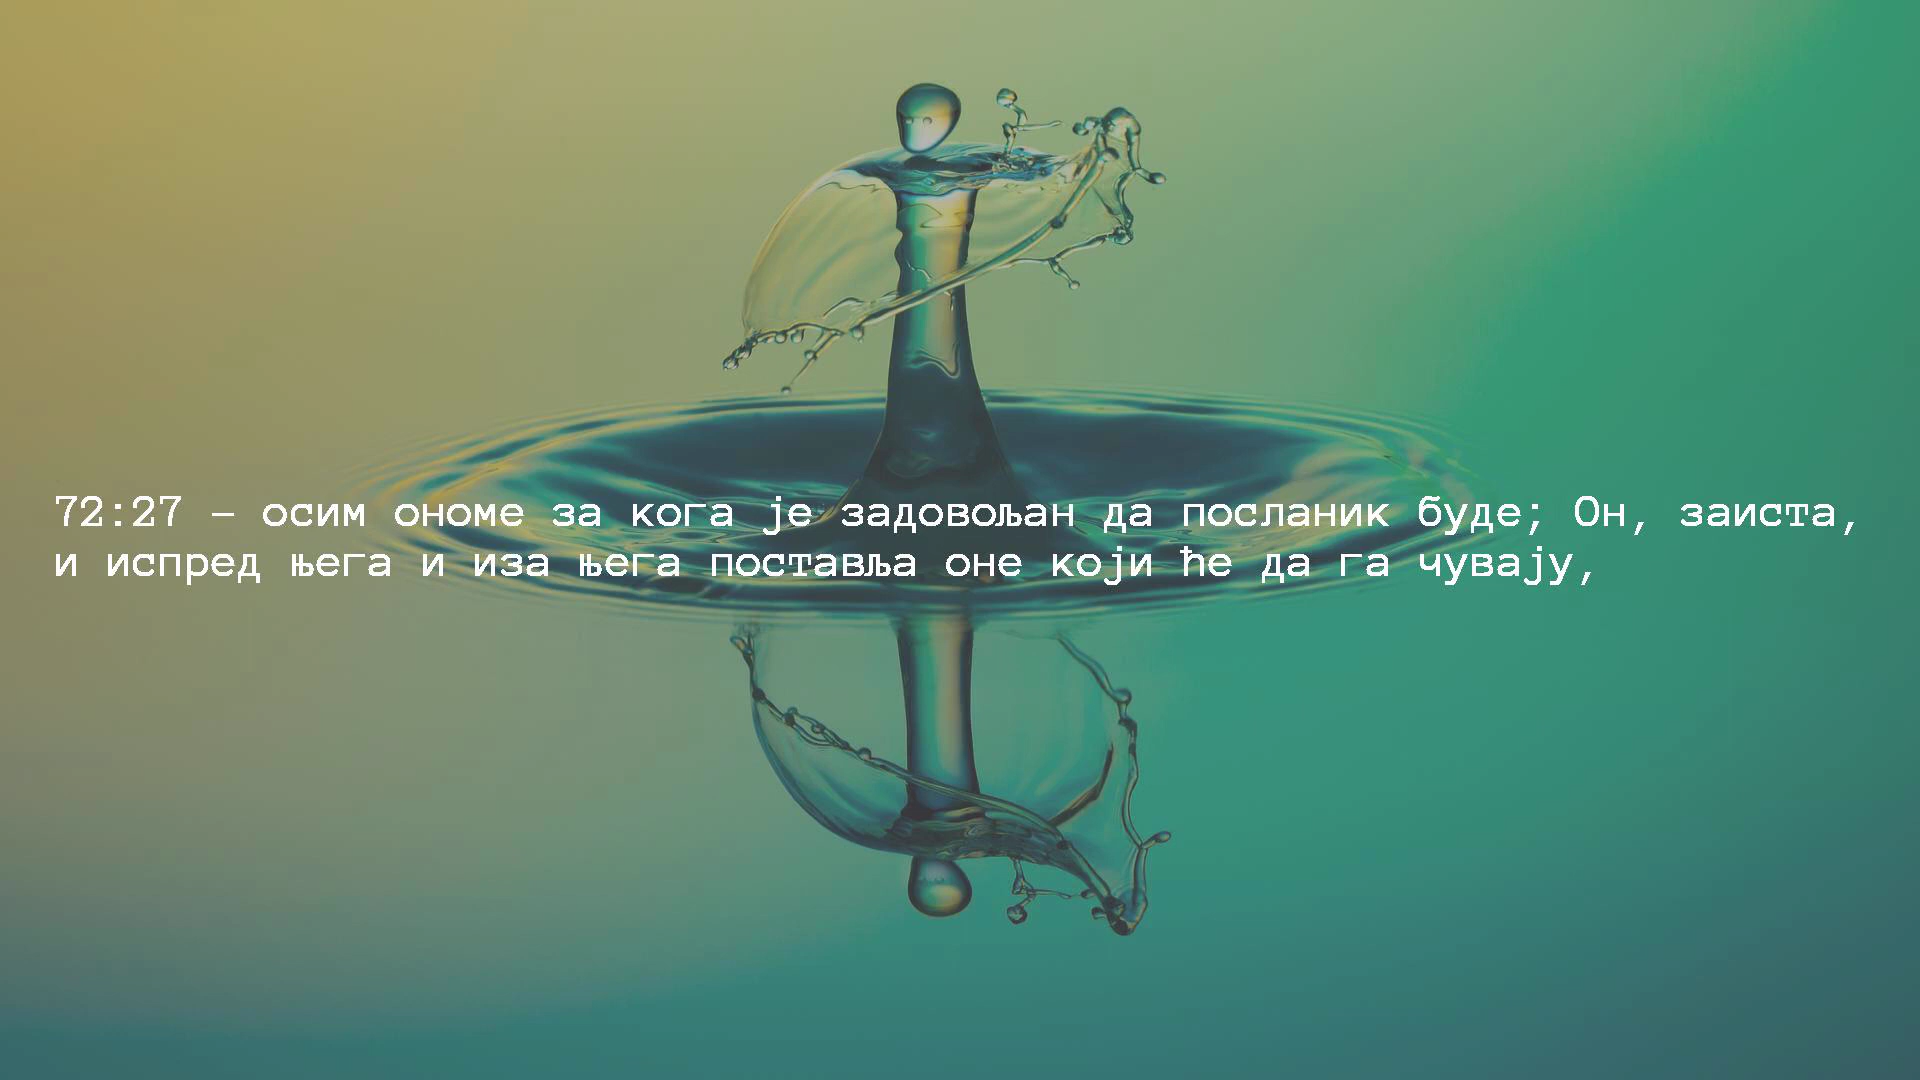 72:27 – осим ономе за кога је задовољан да посланик буде; Он, заиста,
и испред њега и иза њега поставља оне који ће да га чувају,